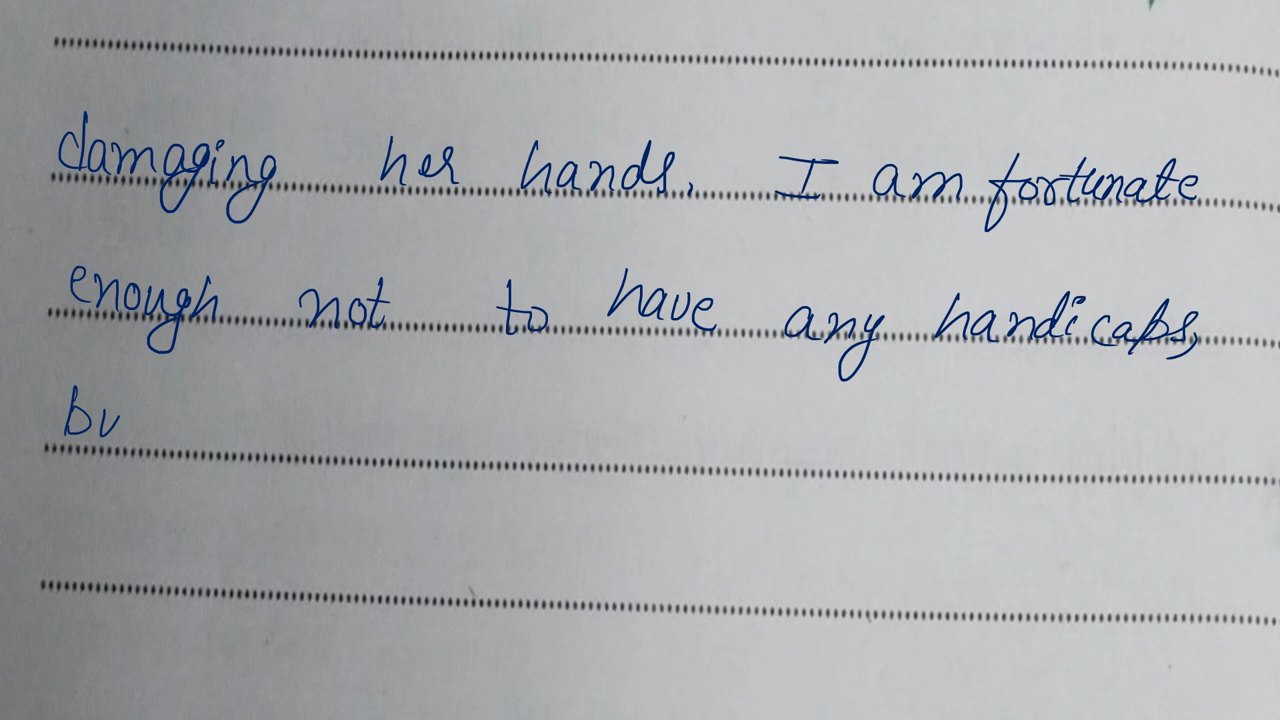 damaging her hands. I am fortunate
enough not to have any handicaps,
bu